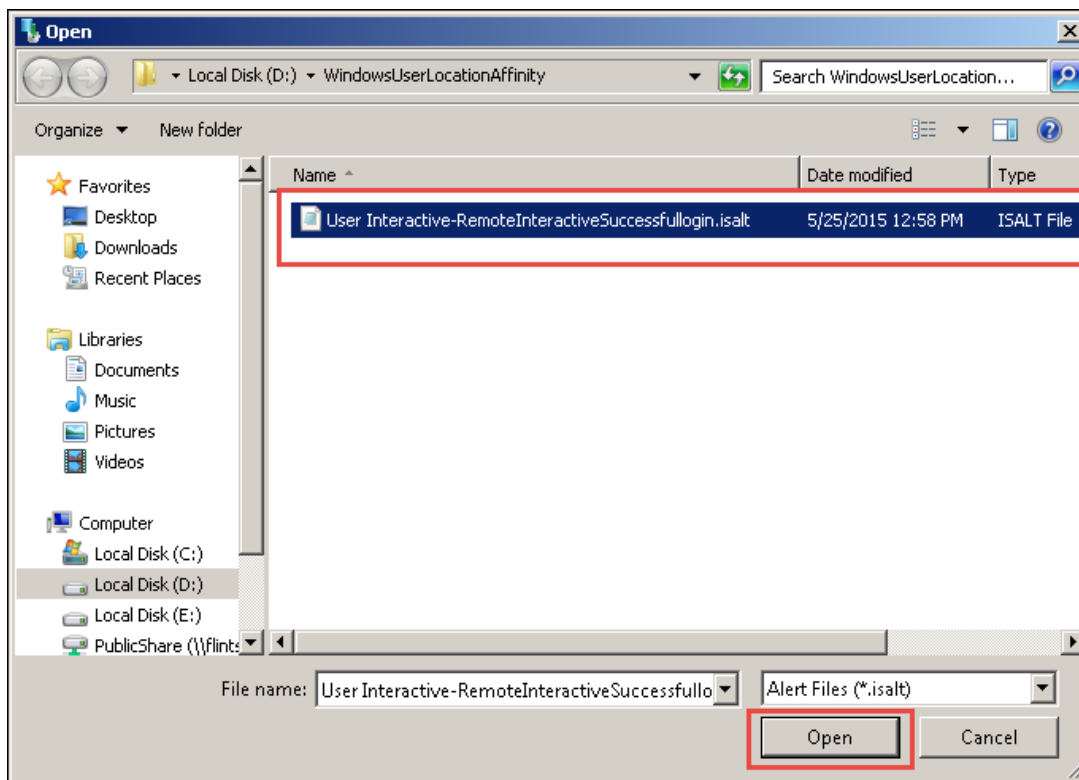 Open
Local Disk (D:) WindowsUserLocationAffinity Search WindowsUserLocation...
Organize New folder
Favorites
Desktop
Downloads
Recent Places
Libraries
Documents
Music
Pictures
Videos
Computer
Local Disk (C:)
Local Disk (D:)
Local Disk (E:)
PublicShare (\\flints
Name Date modified Type
User Interactive-RemoteInteractiveSuccessfullogin.isalt 5/25/2015 12:58 PM ISALT File
File name: User Interactive-RemoteInteractiveSuccessfullo Alert Files (*.isalt)
Open Cancel